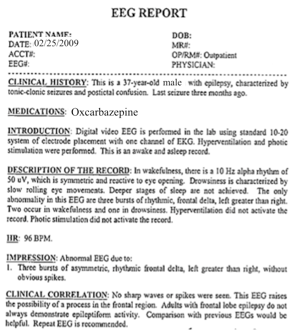 EEG REPORT
PATIENT NAME: DOB:
DATE: 02/25/2009 MR#:
ACCT#: OP/RM#: Outpatient
EEG#: PHYSICIAN:
CLINICAL HISTORY: This is a 37-year-old male with epilepsy, characterized by
tonic-clonic seizures and postictal confusion. Last seizure three months ago.
MEDICATIONS: Oxcarbazepine
INTRODUCTION: Digital video EEG is performed in the lab using standard 10-20
system of electrode placement with one channel of EKG. Hyperventilation and photic
stimulation were performed. This is an awake and asleep record.
DESCRIPTION OF THE RECORD: In wakefulness, there is a 10 Hz alpha rhythm of
50 uV, which is symmetric and reactive to eye opening. Drowsiness is characterized by
slow rolling eye movements. Deeper stages of sleep are not achieved. The only
abnormality in this EEG are three bursts of rhythmic, frontal delta, left greater than right.
Two occur in wakefulness and one in drowsiness. Hyperventilation did not activate the
record. Photic stimulation did not activate the record.
HR: 96 BPM.
IMPRESSION: Abnormal EEG due to:
1. Three bursts of asymmetric, rhythmic frontal delta, left greater than right, without
obvious spikes.
CLINICAL CORRELATION: No sharp waves or spikes were seen. This EEG raises
the possibility of a process in the frontal region. Adults with frontal lobe epilepsy do not
always demonstrate epileptiform activity. Comparison with previous EEGs would be
helpful. Repeat EEG is recommended.